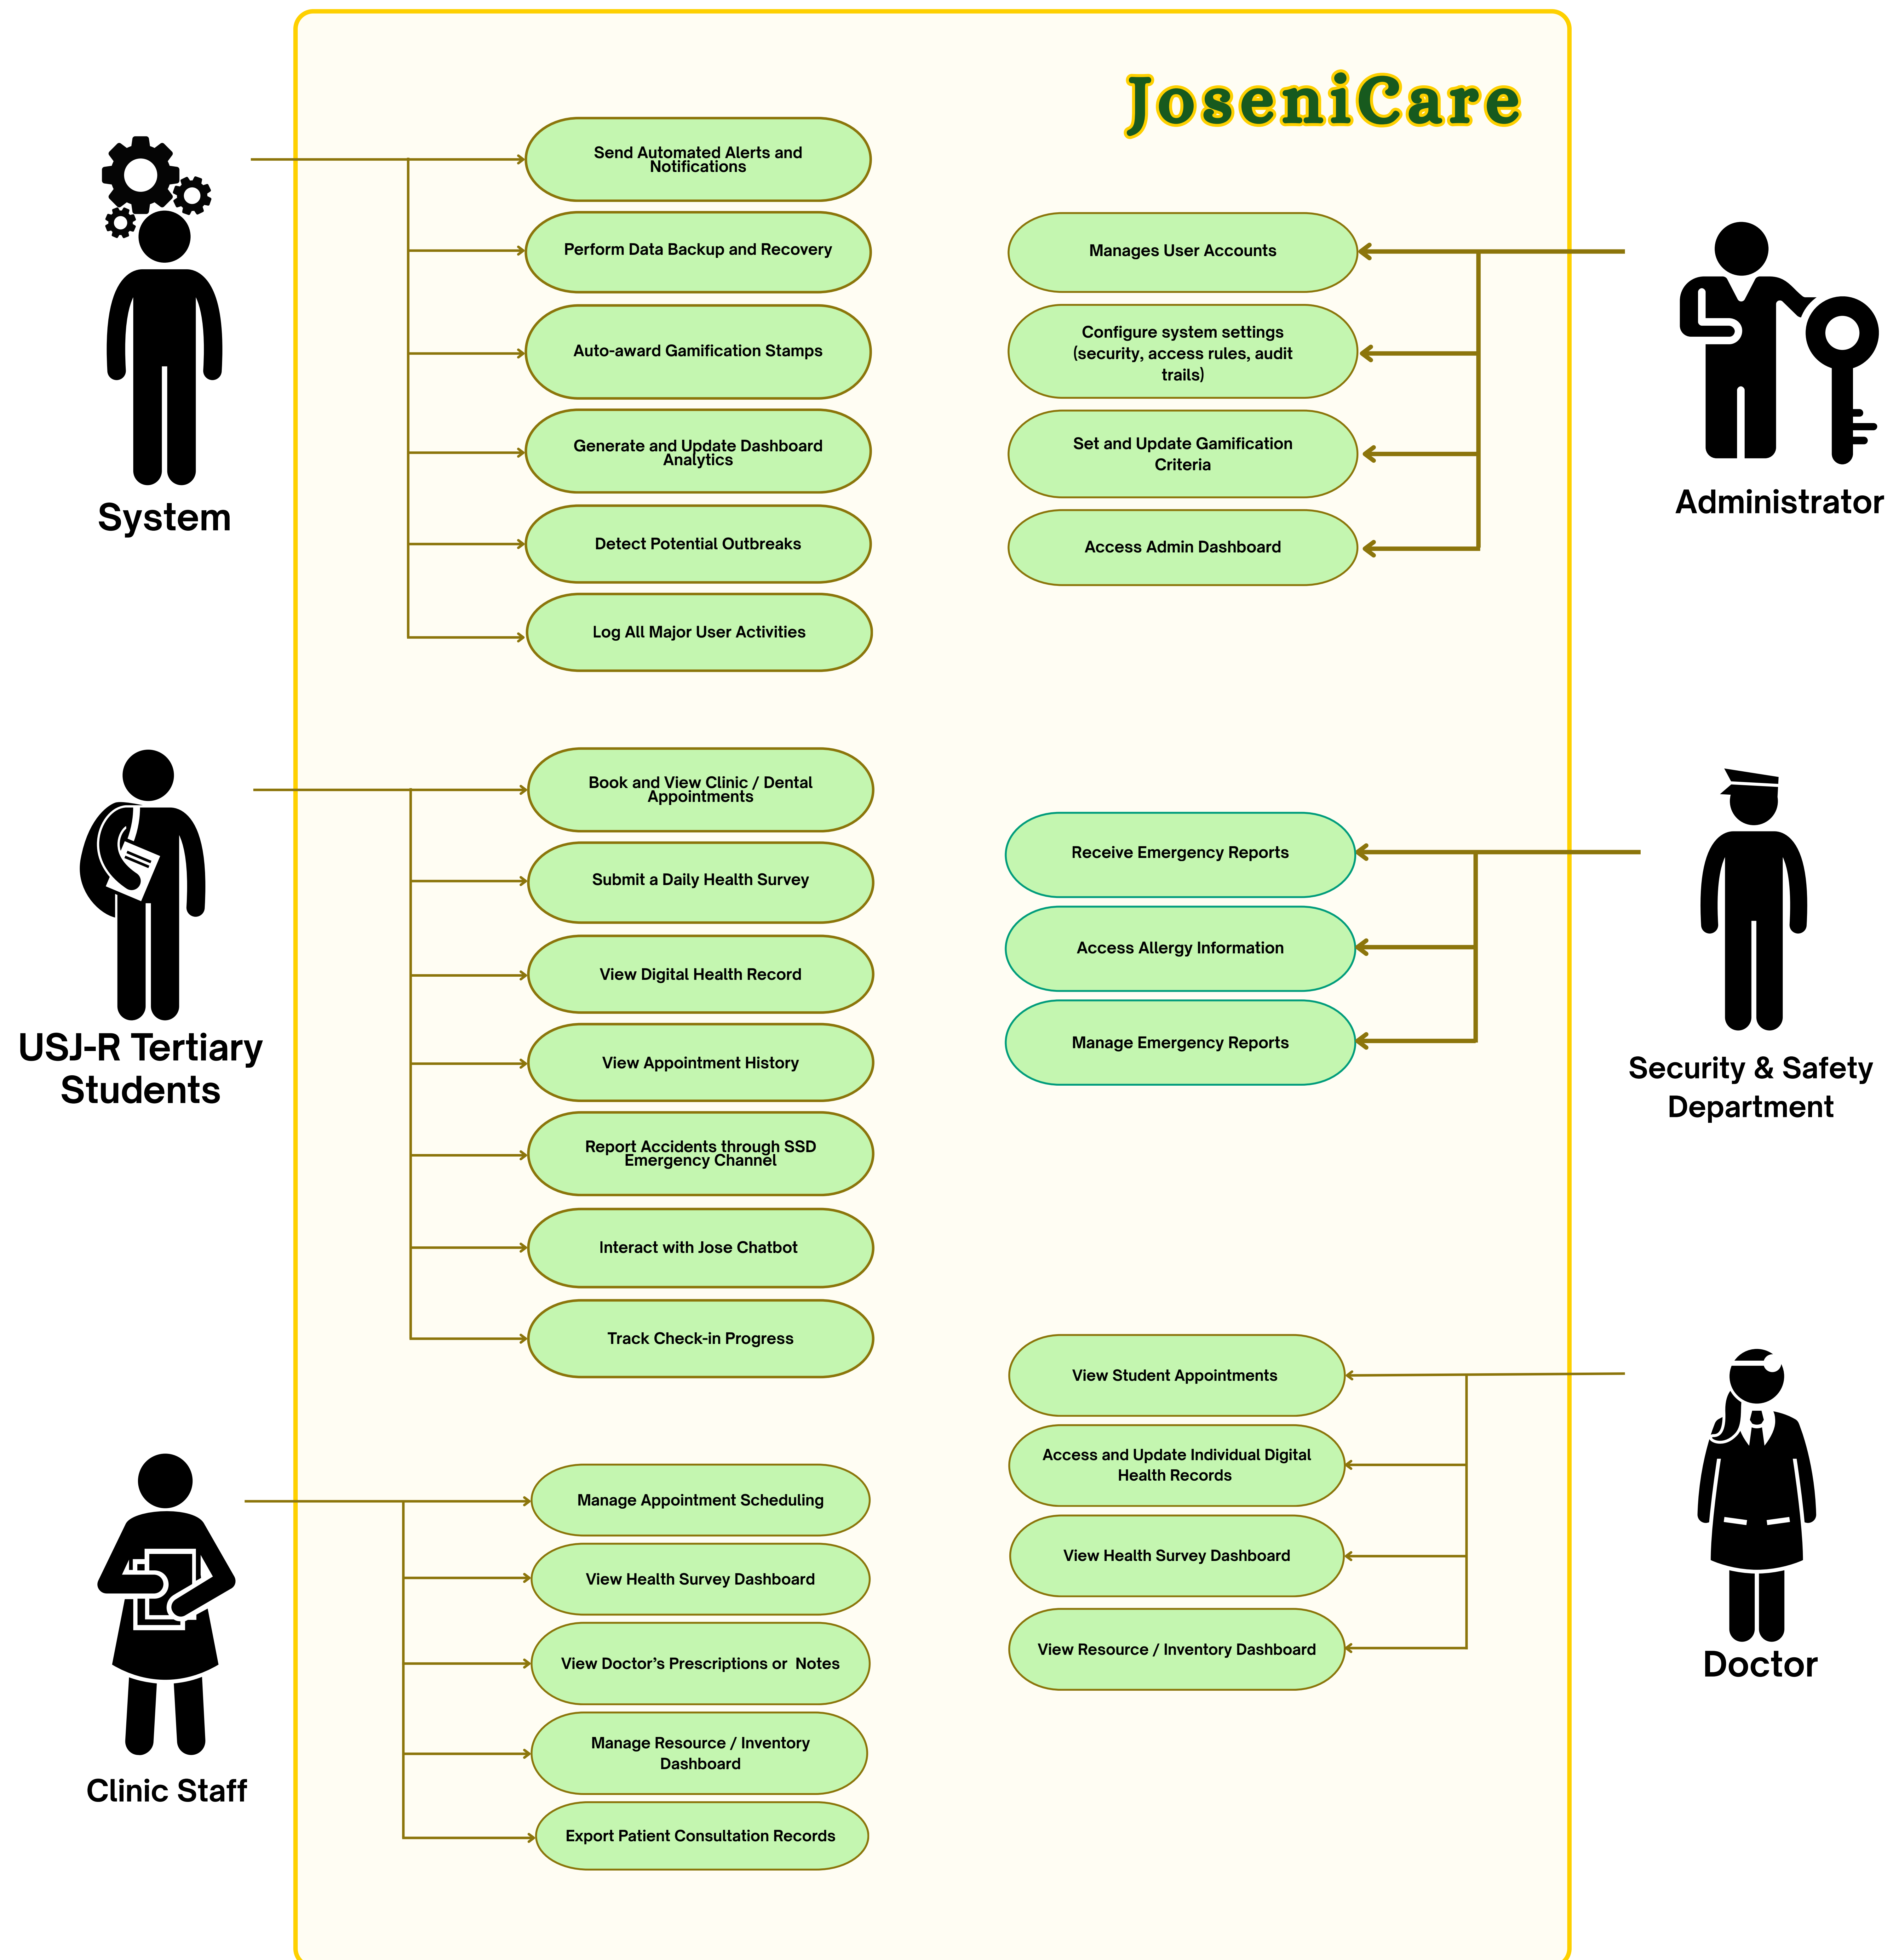 JoseniCare
System
Send Automated Alerts and
Notifications
Perform Data Backup and Recovery
Auto-award Gamification Stamps
Generate and Update Dashboard
Analytics
Detect Potential Outbreaks
Log All Major User Activities
Administrator
Manages User Accounts
Configure system settings
(security, access rules, audit
trails)
Set and Update Gamification
Criteria
Access Admin Dashboard
USJ-R Tertiary
Students
Book and View Clinic / Dental
Appointments
Submit a Daily Health Survey
View Digital Health Record
View Appointment History
Report Accidents through SSD
Emergency Channel
Interact with Jose Chatbot
Track Check-in Progress
Security & Safety
Department
Receive Emergency Reports
Access Allergy Information
Manage Emergency Reports
Clinic Staff
Manage Appointment Scheduling
View Health Survey Dashboard
View Doctor’s Prescriptions or  Notes
Manage Resource / Inventory
Dashboard
Export Patient Consultation Records
Doctor
View Student Appointments
Access and Update Individual Digital
Health Records
View Health Survey Dashboard
View Resource / Inventory Dashboard